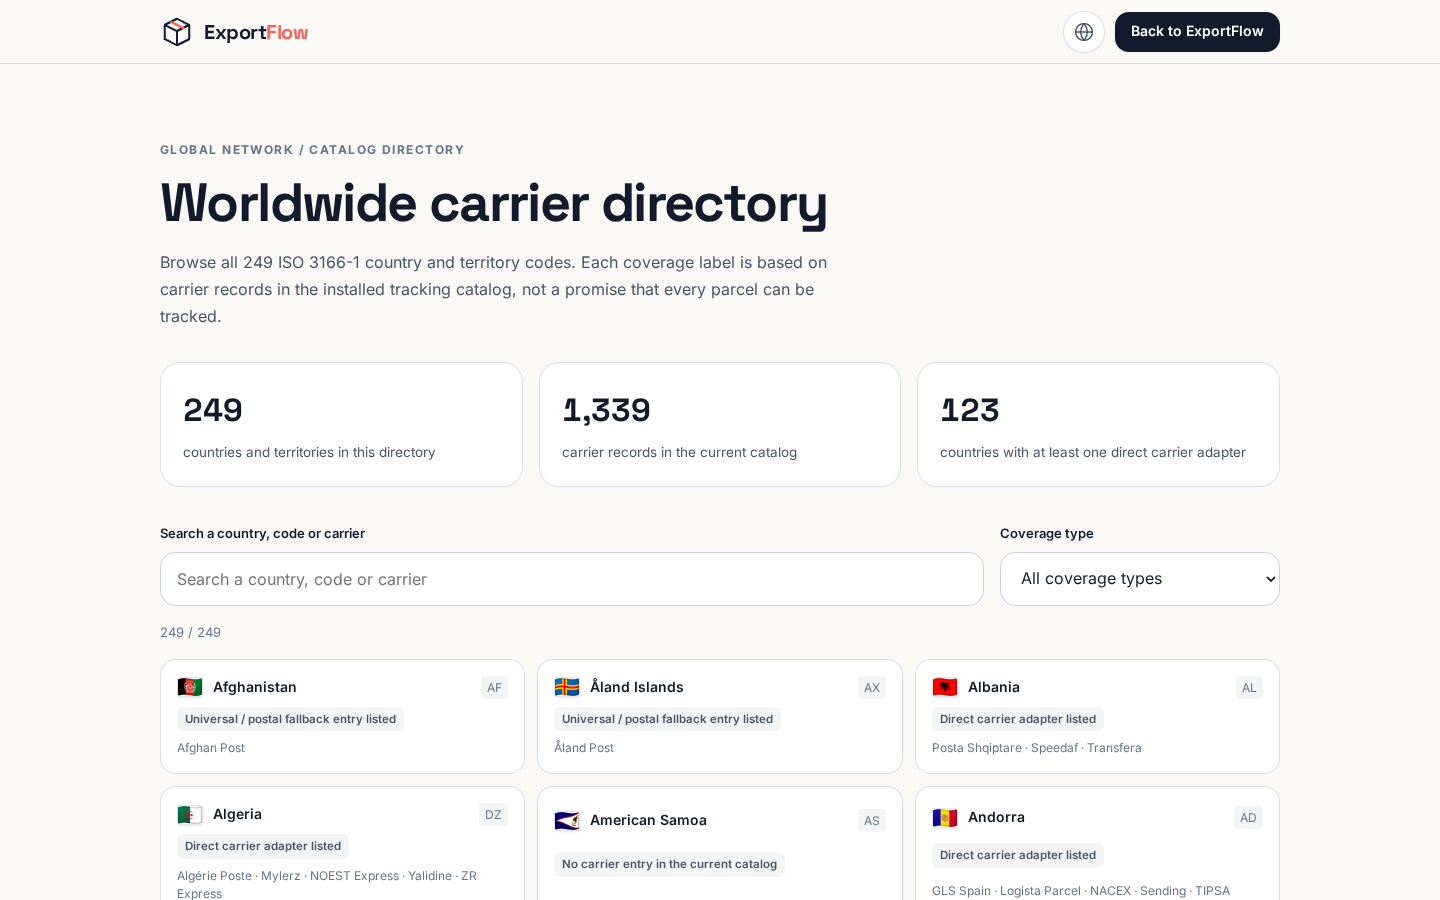 ExportFlow
Back to ExportFlow
GLOBAL NETWORK / CATALOG DIRECTORY
Worldwide carrier directory
Browse all 249 ISO 3166-1 country and territory codes. Each coverage label is based on
carrier records in the installed tracking catalog, not a promise that every parcel can be
tracked.
249
countries and territories in this directory
1,339
carrier records in the current catalog
123
countries with at least one direct carrier adapter
Search a country, code or carrier
Search a country, code or carrier
Coverage type
All coverage types
249 / 249
Afghanistan
AF
Universal / postal fallback entry listed
Afghan Post
Åland Islands
AX
Universal / postal fallback entry listed
Åland Post
Albania
AL
Direct carrier adapter listed
Posta Shqiptare · Speedaf · Transfera
Algeria
DZ
Direct carrier adapter listed
Algérie Poste · Mylerz · NOEST Express · Yalidine · ZR
Express
American Samoa
AS
No carrier entry in the current catalog
Andorra
AD
Direct carrier adapter listed
GLS Spain · Logista Parcel · NACEX · Sending · TIPSA